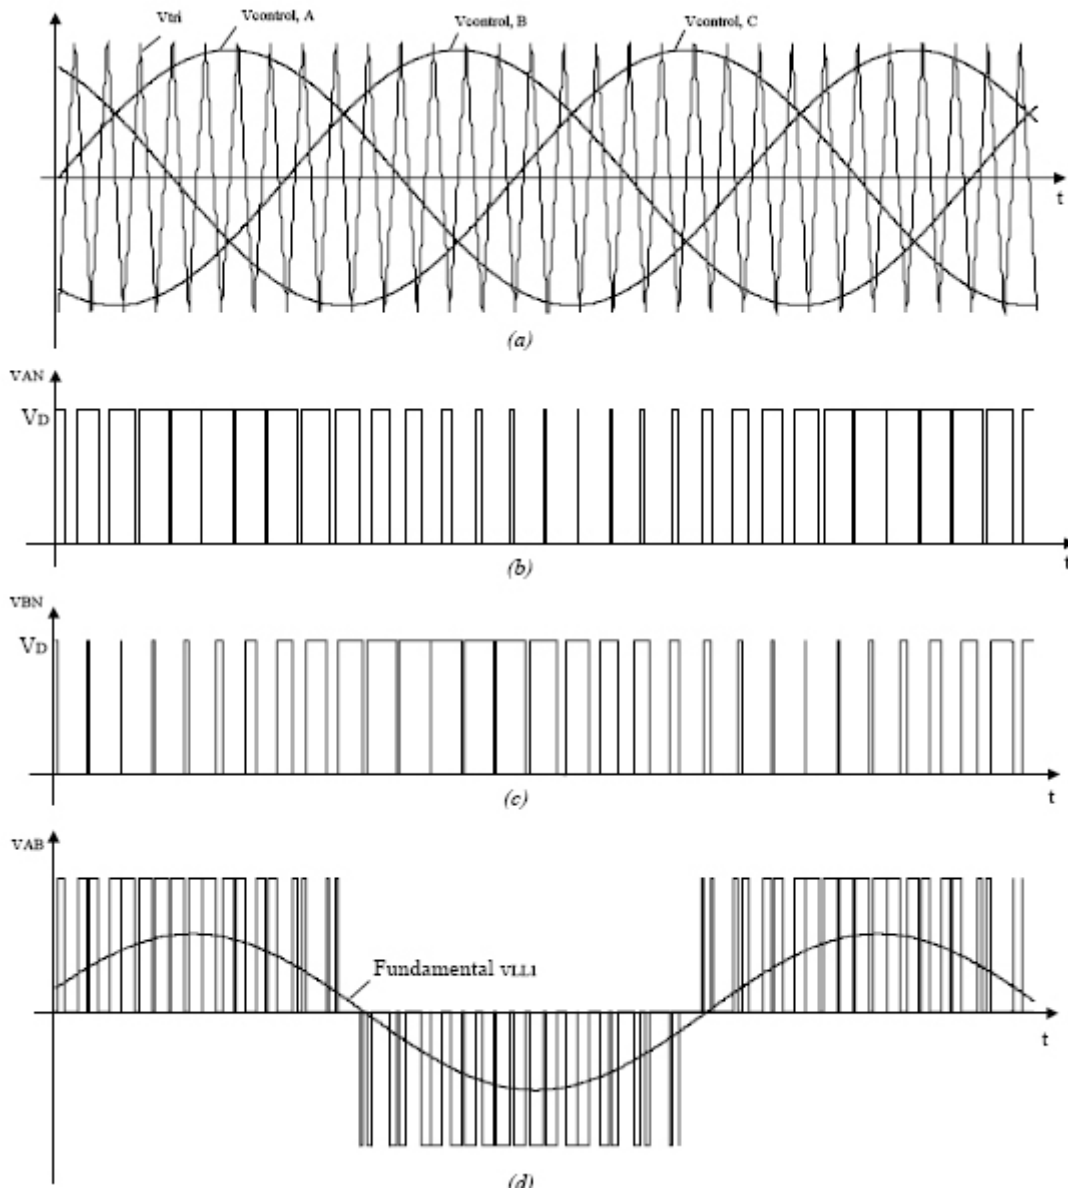 Vtri
Vcontrol, A
Vcontrol, B
Vcontrol, C
t
(a)
VAN
VD
t
(b)
VBN
VD
t
(c)
VAB
Fundamental VLL1
t
(d)